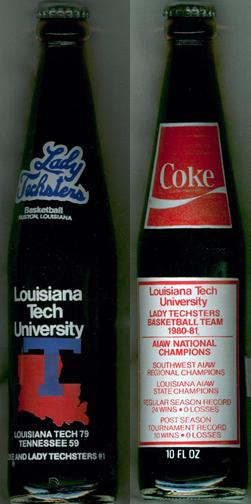 Lady
Techsters
Basketball
RUSTON, LOUISIANA
Louisiana
Tech
University
T
LOUISIANA TECH 79
TENNESSEE 59
AND LADY TECHSTERS #1
Coke
Louisiana Tech
University
LADY TECHSTERS
BASKETBALL TEAM
1980-81
AIAW NATIONAL
CHAMPIONS
SOUTHWEST AIAW
REGIONAL CHAMPIONS
LOUISIANA AIAW
STATE CHAMPIONS
REGULAR SEASON RECORD
24 WINS • 0 LOSSES
POST SEASON
TOURNAMENT RECORD
10 WINS • 0 LOSSES
10 FL OZ